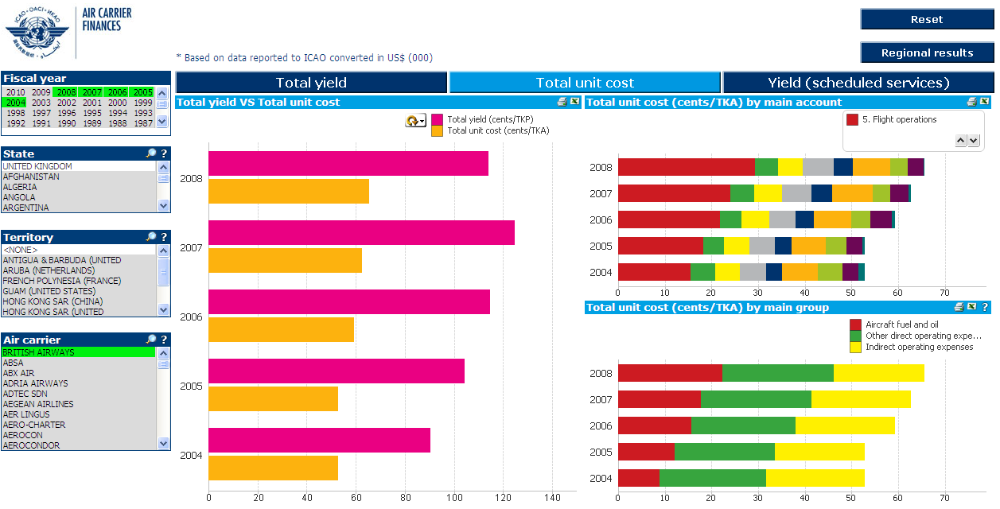 ICAO · OACI · ИКАО
AIR CARRIER
FINANCES
Reset
Regional results
* Based on data reported to ICAO converted in US$ (000)
Total yield
Total unit cost
Yield (scheduled services)
Fiscal year
2010 2009 2008 2007 2006 2005
2004 2003 2002 2001 2000 1999
1998 1997 1996 1995 1994 1993
1992 1991 1990 1989 1988 1987
State ?
UNITED KINGDOM
AFGHANISTAN
ALGERIA
ANGOLA
ARGENTINA
Territory ?
<NONE>
ANTIGUA & BARBUDA (UNITED
ARUBA (NETHERLANDS)
FRENCH POLYNESIA (FRANCE)
GUAM (UNITED STATES)
HONG KONG SAR (CHINA)
HONG KONG SAR (UNITED
Air carrier ?
BRITISH AIRWAYS
ABSA
ABX AIR
ADRIA AIRWAYS
ADTEC SDN
AEGEAN AIRLINES
AER LINGUS
AERO-CHARTER
AEROCON
AEROCONDOR
Total yield VS Total unit cost
Total yield (cents/TKP)
Total unit cost (cents/TKA)
2008
2007
2006
2005
2004
0 20 40 60 80 100 120 140
Total unit cost (cents/TKA) by main account
5. Flight operations
2008
2007
2006
2005
2004
0 10 20 30 40 50 60 70
Total unit cost (cents/TKA) by main group ?
Aircraft fuel and oil
Other direct operating expe...
Indirect operating expenses
2008
2007
2006
2005
2004
0 10 20 30 40 50 60 70